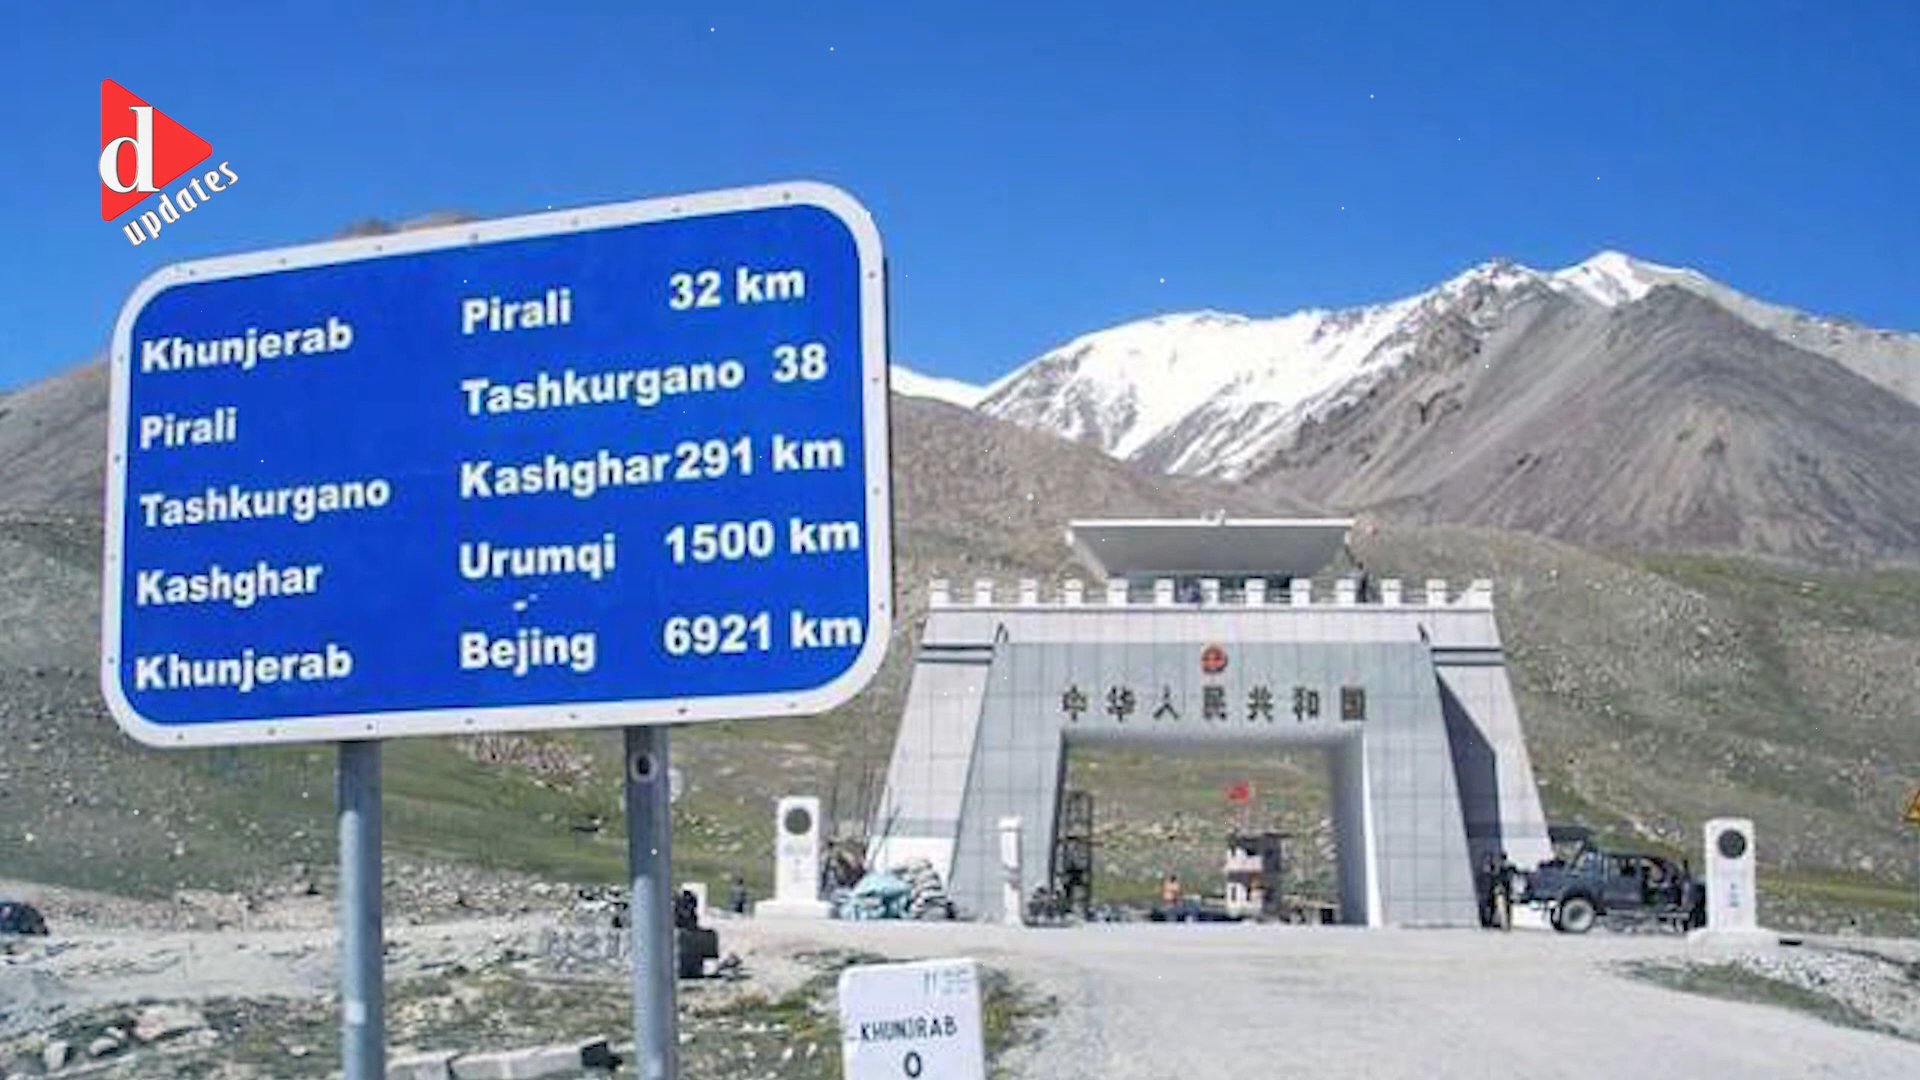 d
updates
Khunjerab Pirali 32 km
Pirali Tashkurgano 38
Tashkurgano Kashghar 291 km
Kashghar Urumqi 1500 km
Khunjerab Bejing 6921 km
中华人民共和国
KHUNJRAB
0